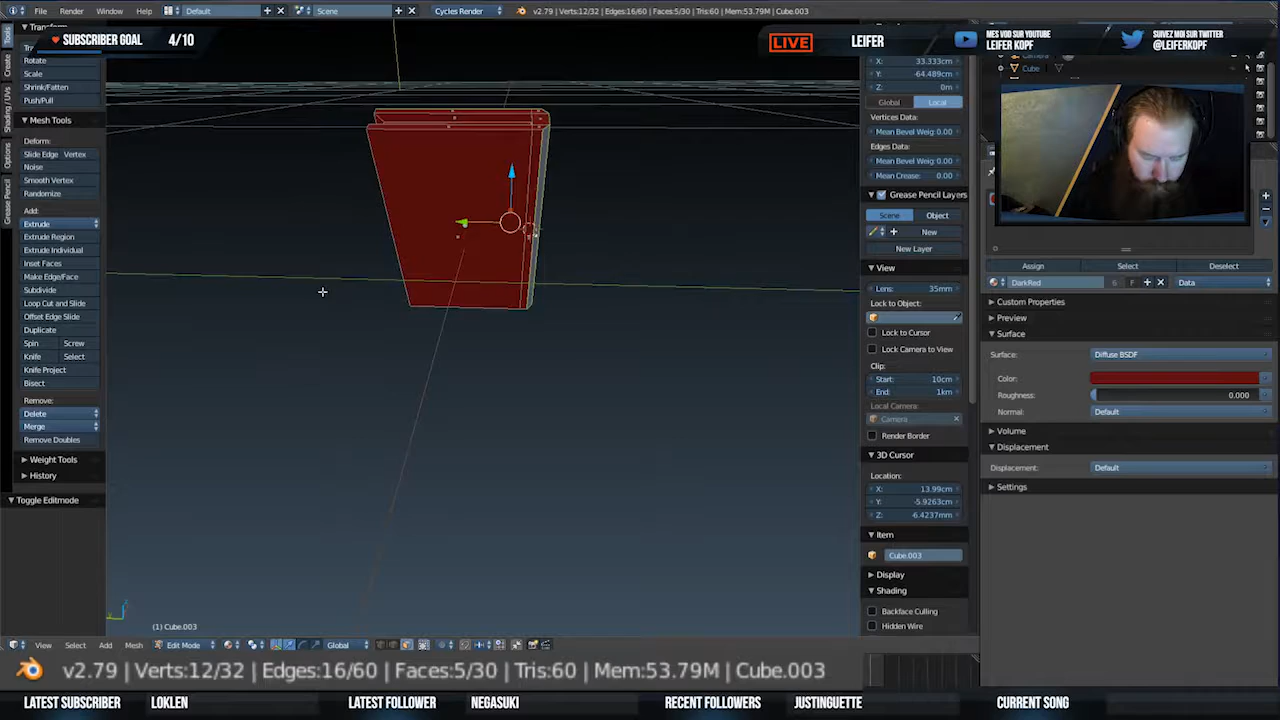 File Render Window Help Default Scene Cycles Render v2.79 | Verts:12/32 | Edges:16/60 | Faces:5/30 | Tris:60 | Mem:53.79M | Cube.003
SUBSCRIBER GOAL 4/10
LIVE LEIFER
MES VOD SUR YOUTUBE
LEIFER KOPF
SUIVEZ MOI SUR TWITTER
@LEIFERKOPF
Tools
Create
Shading / UVs
Options
Grease Pencil
Transform
Rotate
Scale
Shrink/Fatten
Push/Pull
Mesh Tools
Deform:
Slide Edge Vertex
Noise
Smooth Vertex
Randomize
Add:
Extrude
Extrude Region
Extrude Individual
Inset Faces
Make Edge/Face
Subdivide
Loop Cut and Slide
Offset Edge Slide
Duplicate
Spin Screw
Knife Select
Knife Project
Bisect
Remove:
Delete
Merge
Remove Doubles
Weight Tools
History
Toggle Editmode
(1) Cube.003
View Select Add Mesh Edit Mode Global
X: 33.333cm
Y: -64.489cm
Z: 0m
Global Local
Vertices Data:
Mean Bevel Weig: 0.00
Edges Data:
Mean Bevel Weig: 0.00
Mean Crease: 0.00
Grease Pencil Layers
Scene Object
New
New Layer
View
Lens: 35mm
Lock to Object:
Lock to Cursor
Lock Camera to View
Clip:
Start: 10cm
End: 1km
Local Camera:
Camera
Render Border
3D Cursor
Location:
X: 13.99cm
Y: -5.9263cm
Z: -6.4237mm
Item
Cube.003
Display
Shading
Backface Culling
Hidden Wire
Cube
Assign Select Deselect
DarkRed 6 F Data
Custom Properties
Preview
Surface
Surface: Diffuse BSDF
Color:
Roughness: 0.000
Normal: Default
Volume
Displacement
Displacement: Default
Settings
v2.79 | Verts:12/32 | Edges:16/60 | Faces:5/30 | Tris:60 | Mem:53.79M | Cube.003
LATEST SUBSCRIBER LOKLEN LATEST FOLLOWER NEGASUKI RECENT FOLLOWERS JUSTINGUETTE CURRENT SONG